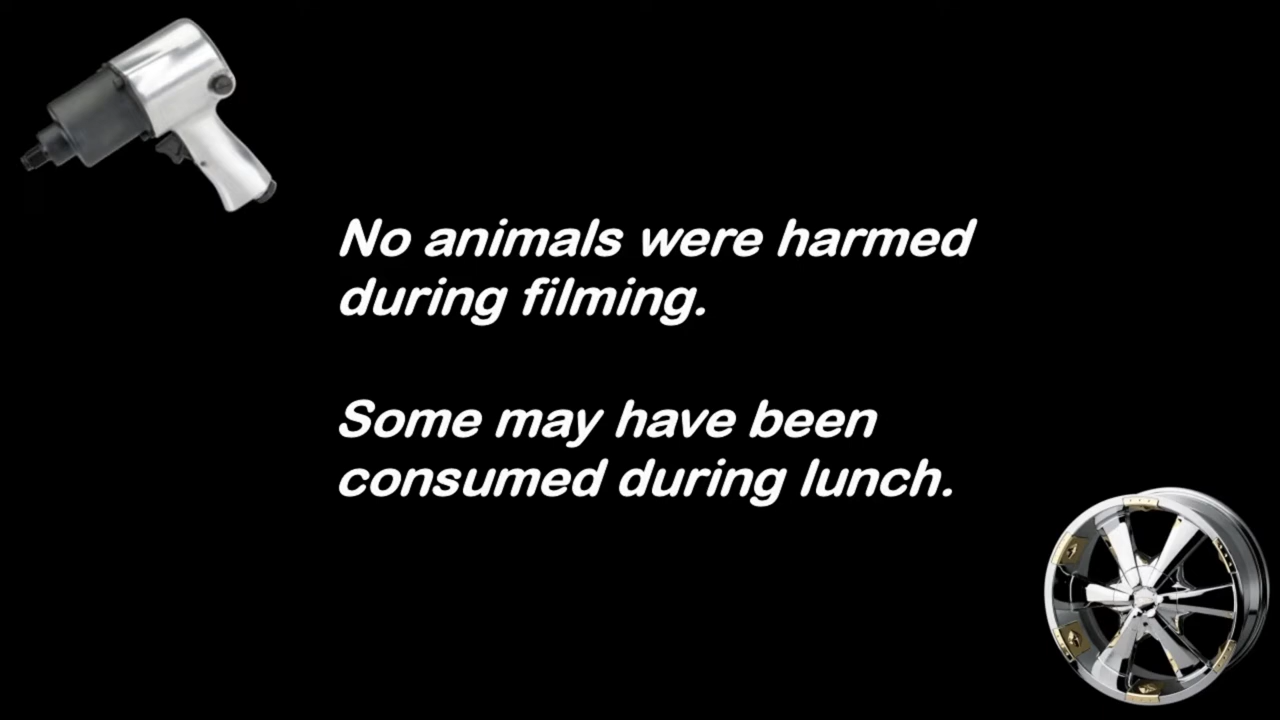 No animals were harmed
during filming.
Some may have been
consumed during lunch.